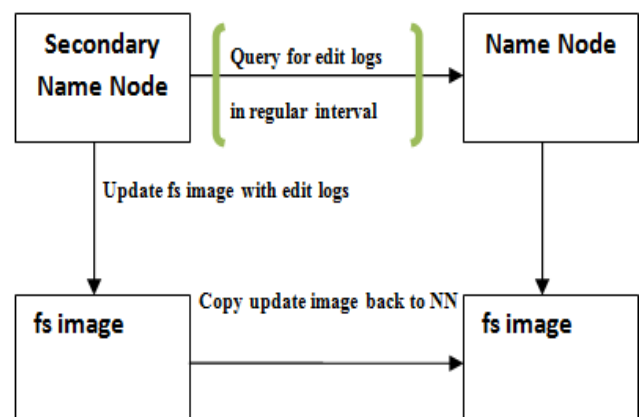 Secondary
Name Node
Query for edit logs
in regular interval
Name Node
Update fs image with edit logs
Copy update image back to NN
fs image
fs image